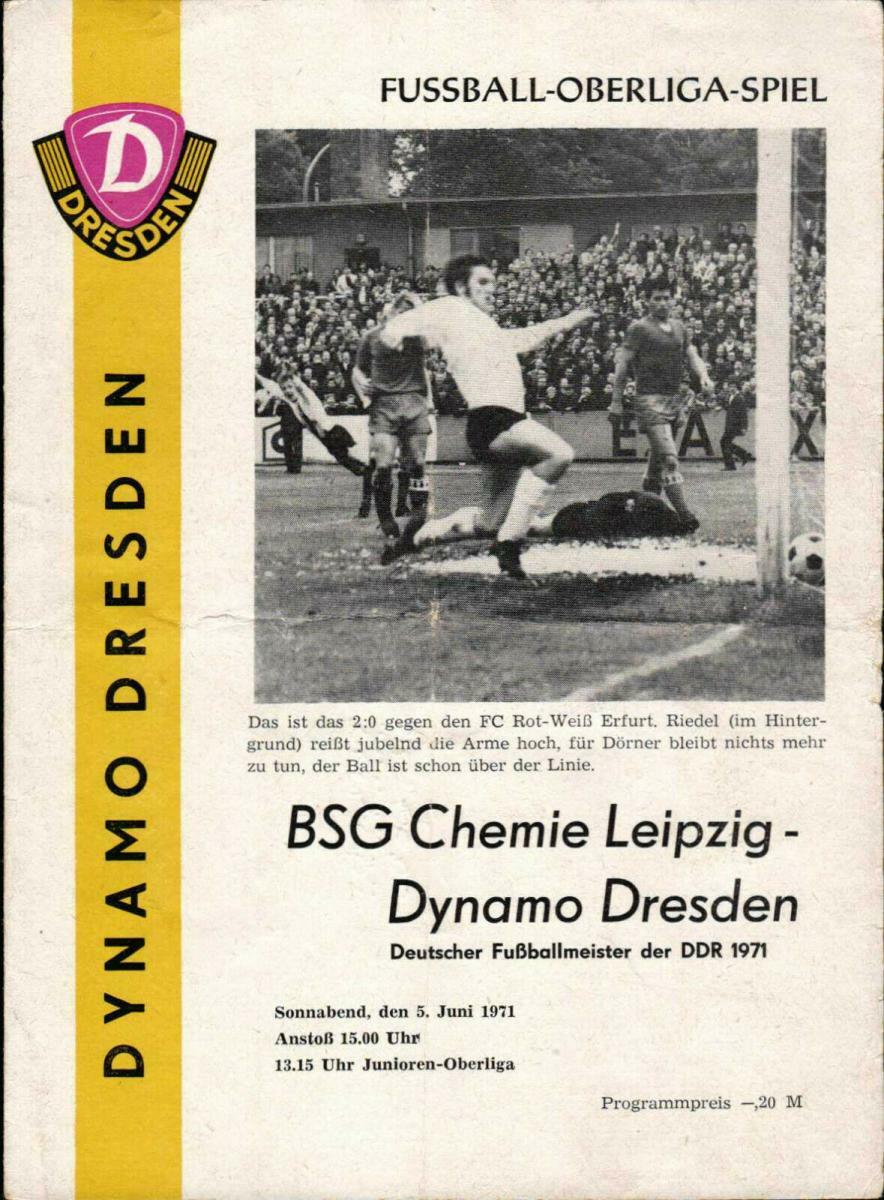 FUSSBALL-OBERLIGA-SPIEL
D
DRESDEN
DYNAMO DRESDEN
Das ist das 2:0 gegen den FC Rot-Weiß Erfurt. Riedel (im Hinter-
grund) reißt jubelnd die Arme hoch, für Dörner bleibt nichts mehr
zu tun, der Ball ist schon über der Linie.
BSG Chemie Leipzig -
Dynamo Dresden
Deutscher Fußballmeister der DDR 1971
Sonnabend, den 5. Juni 1971
Anstoß 15.00 Uhr
13.15 Uhr Junioren-Oberliga
Programmpreis —,20 M